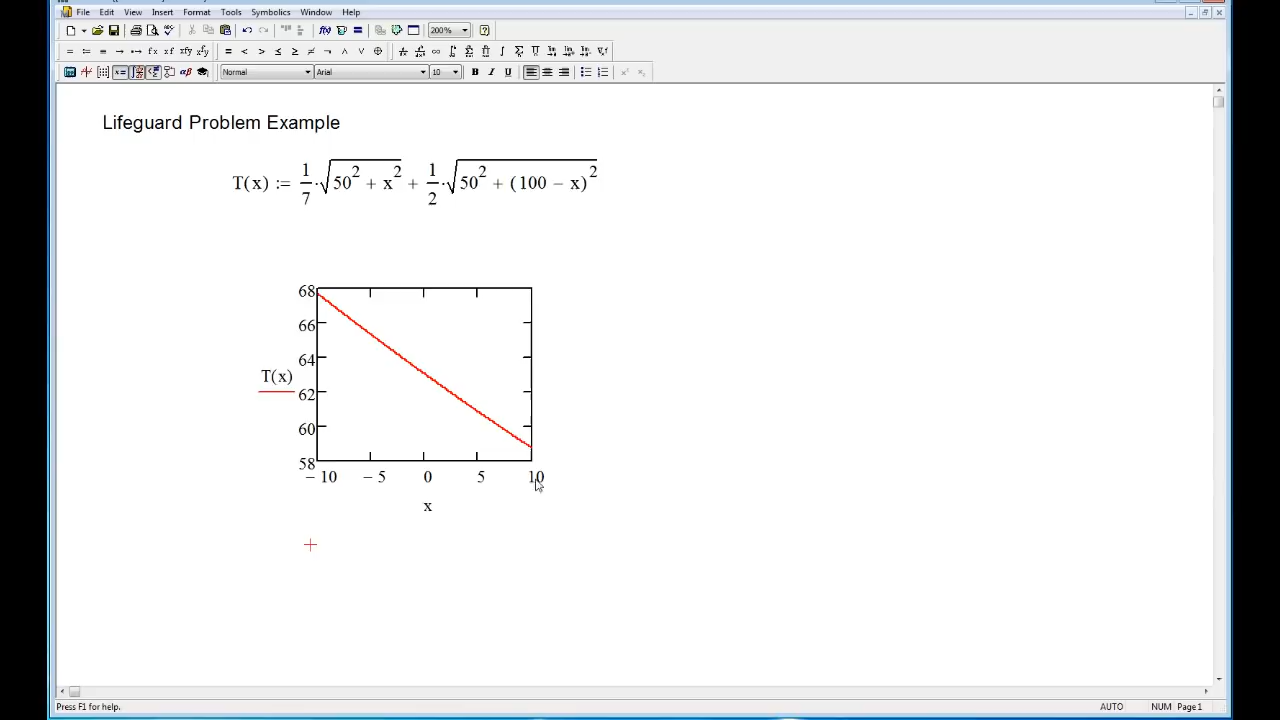 File Edit View Insert Format Tools Symbolics Window Help
200%
Normal Arial 10 B I U
Lifeguard Problem Example
T(x) := 1/7 · √(50² + x²) + 1/2 · √(50² + (100 − x)²)
68
66
64
T(x)
62
60
58
− 10 − 5 0 5 10
x
Press F1 for help. AUTO NUM Page 1